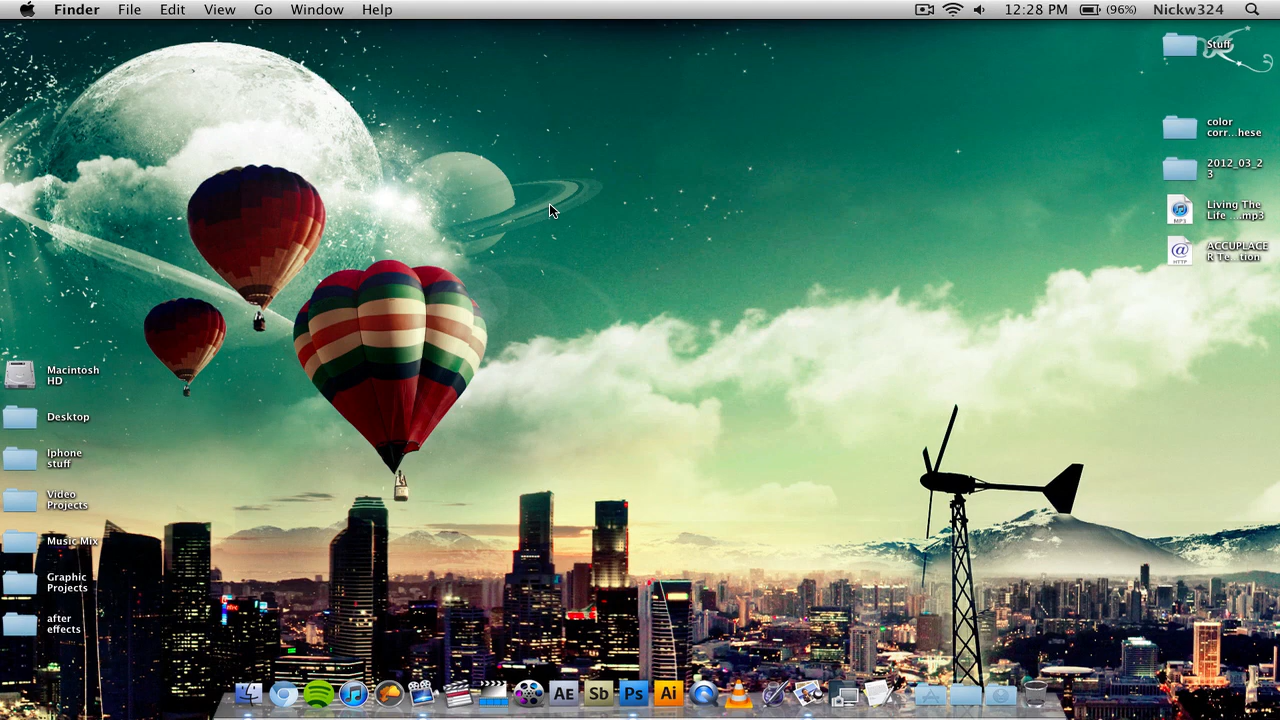 Finder File Edit View Go Window Help 12:28 PM (96%) Nickw324
Stuff
color
corr...hese
2012_03_2
3
Living The
Life ....mp3
MP3
ACCUPLACE
R Te...tion
@
HTTP
Macintosh
HD
Desktop
Iphone
stuff
Video
Projects
Music Mix
Graphic
Projects
after
effects
AE Sb Ps Ai